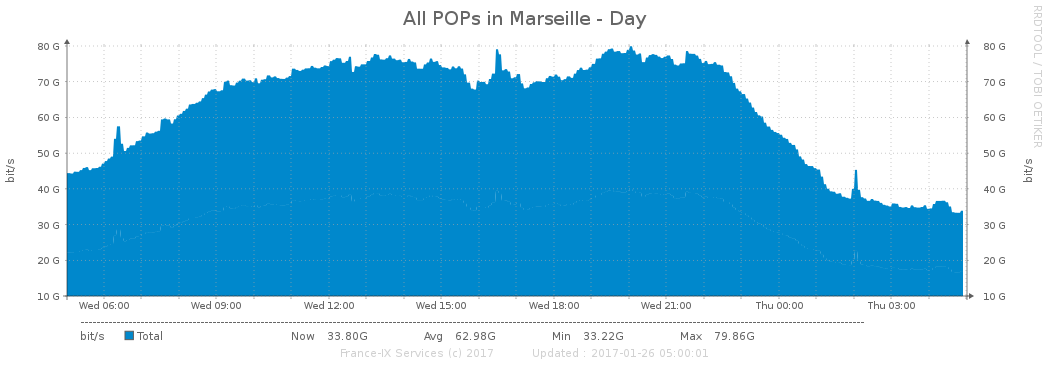 All POPs in Marseille - Day
RRDTOOL / TOBI OETIKER
80 G 80 G
70 G 70 G
60 G 60 G
50 G 50 G
40 G 40 G
30 G 30 G
20 G 20 G
10 G 10 G
bit/s bit/s
Wed 06:00 Wed 09:00 Wed 12:00 Wed 15:00 Wed 18:00 Wed 21:00 Thu 00:00 Thu 03:00
bit/s Total Now 33.80G Avg 62.98G Min 33.22G Max 79.86G
France-IX Services (c) 2017 Updated : 2017-01-26 05:00:01